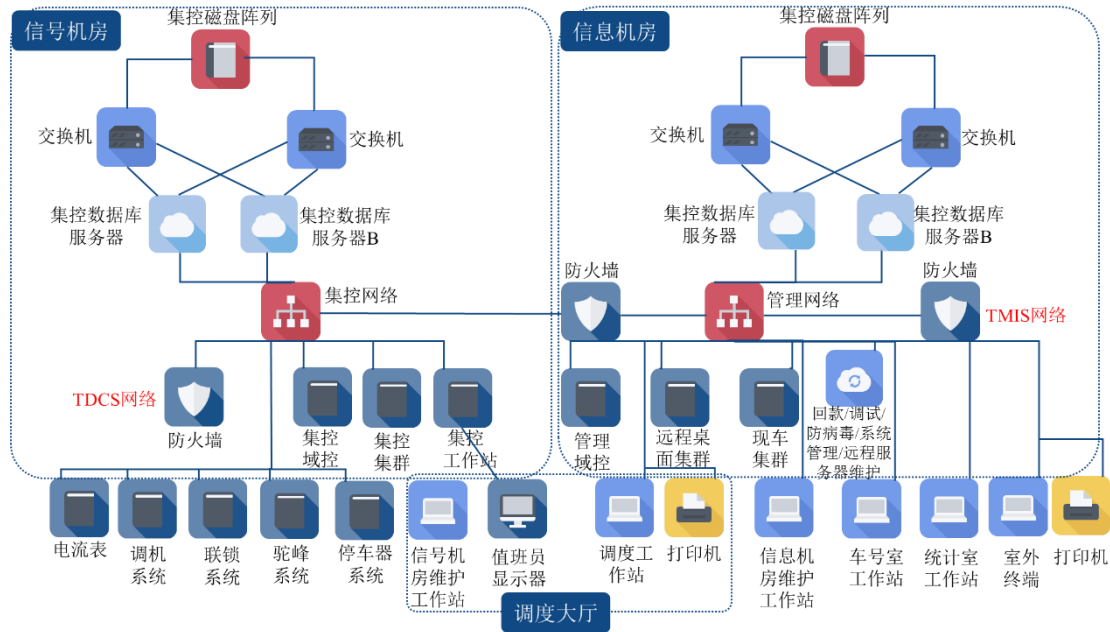 信号机房
集控磁盘阵列
交换机
交换机
集控数据库
服务器
集控数据库
服务器B
集控网络
TDCS网络
防火墙
集控
域控
集控
集群
集控
工作站
电流表
调机
系统
联锁
系统
驼峰
系统
停车器
系统
信号机
房维护
工作站
值班员
显示器
信息机房
集控磁盘阵列
交换机
交换机
集控数据库
服务器
集控数据库
服务器B
防火墙
管理网络
防火墙
TMIS网络
管理
域控
远程桌
面集群
现车
集群
回款/调试/
防病毒/系统
管理/远程服
务器维护
调度工
作站
打印机
信息机
房维护
工作站
车号室
工作站
统计室
工作站
室外
终端
打印机
调度大厅